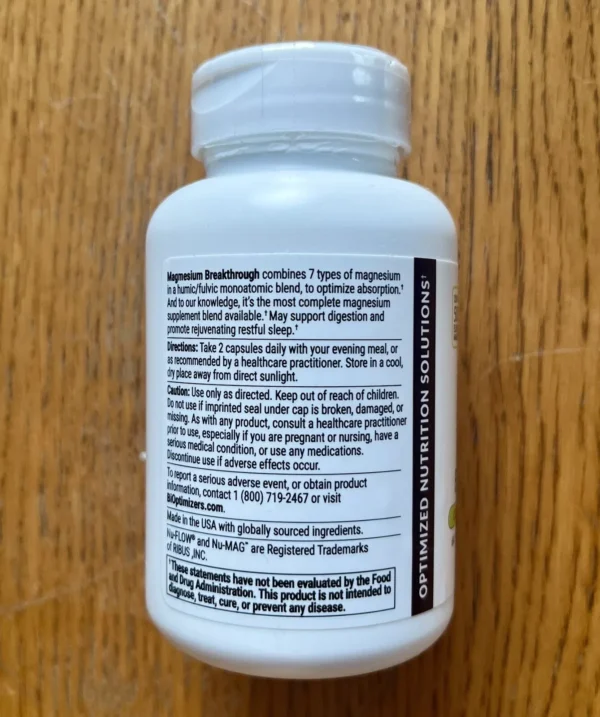 Magnesium Breakthrough combines 7 types of magnesium
in a humic/fulvic monoatomic blend, to optimize absorption.†
And to our knowledge, it's the most complete magnesium
supplement blend available.† May support digestion and
promote rejuvenating restful sleep.†
Directions: Take 2 capsules daily with your evening meal, or
as recommended by a healthcare practitioner. Store in a cool,
dry place away from direct sunlight.
Caution: Use only as directed. Keep out of reach of children.
Do not use if imprinted seal under cap is broken, damaged, or
missing. As with any product, consult a healthcare practitioner
prior to use, especially if you are pregnant or nursing, have a
serious medical condition, or use any medications.
Discontinue use if adverse effects occur.
To report a serious adverse event, or obtain product
information, contact 1 (800) 719-2467 or visit
BiOptimizers.com.
Made in the USA with globally sourced ingredients.
Nu-FLOW® and Nu-MAG™ are Registered Trademarks
of RIBUS ,INC.
†These statements have not been evaluated by the Food
and Drug Administration. This product is not intended to
diagnose, treat, cure, or prevent any disease.
OPTIMIZED NUTRITION SOLUTIONS†